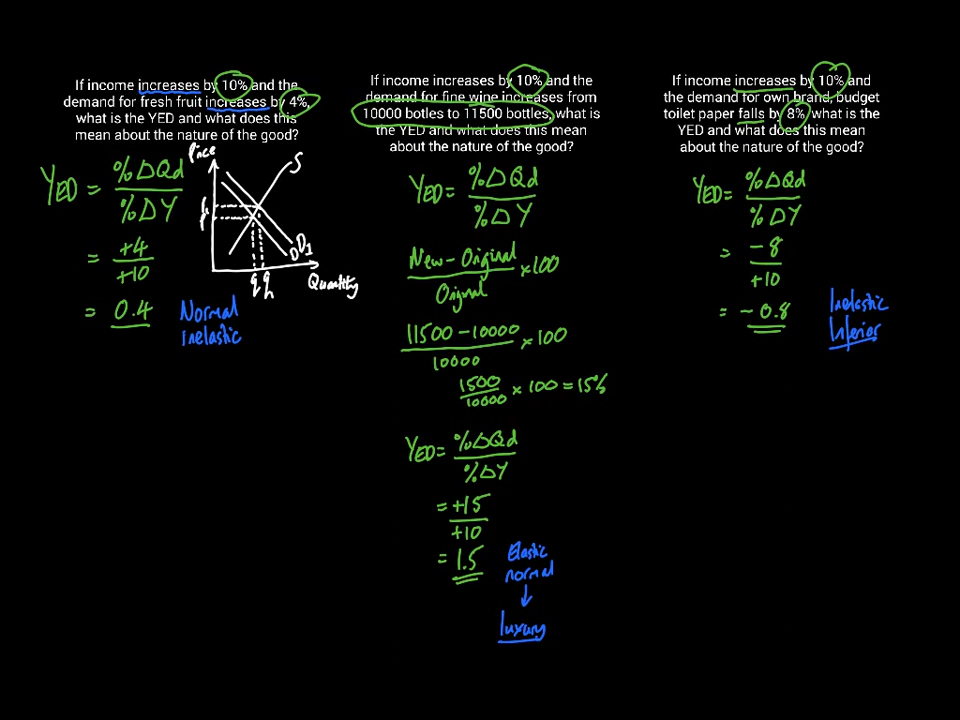 If income increases by 10% and the
demand for fresh fruit increases by 4%,
what is the YED and what does this
mean about the nature of the good?
YED = %ΔQd
%ΔY
= +4
+10
= 0.4
Normal
inelastic
Price
S
P1
P
D D1
q q1
Quantity
If income increases by 10% and the
demand for fine wine increases from
10000 botles to 11500 bottles, what is
the YED and what does this mean
about the nature of the good?
YED = %ΔQd
%ΔY
New - Original × 100
Original
11500 - 10000 × 100
10000
1500 × 100 = 15%
10000
YED = %ΔQd
%ΔY
= +15
+10
= 1.5
Elastic
normal
↓
luxury
If income increases by 10% and
the demand for own brand, budget
toilet paper falls by 8%, what is the
YED and what does this mean
about the nature of the good?
YED = %ΔQd
%ΔY
= -8
+10
= -0.8
Inelastic
Inferior